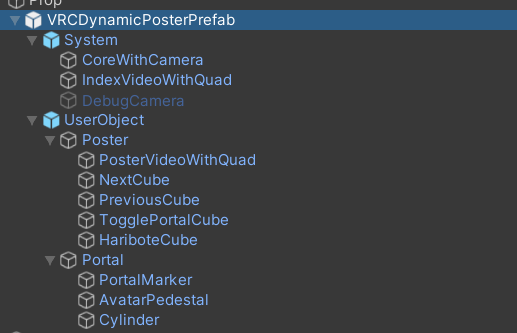 Prop
VRCDynamicPosterPrefab
System
CoreWithCamera
IndexVideoWithQuad
DebugCamera
UserObject
Poster
PosterVideoWithQuad
NextCube
PreviousCube
TogglePortalCube
HariboteCube
Portal
PortalMarker
AvatarPedestal
Cylinder